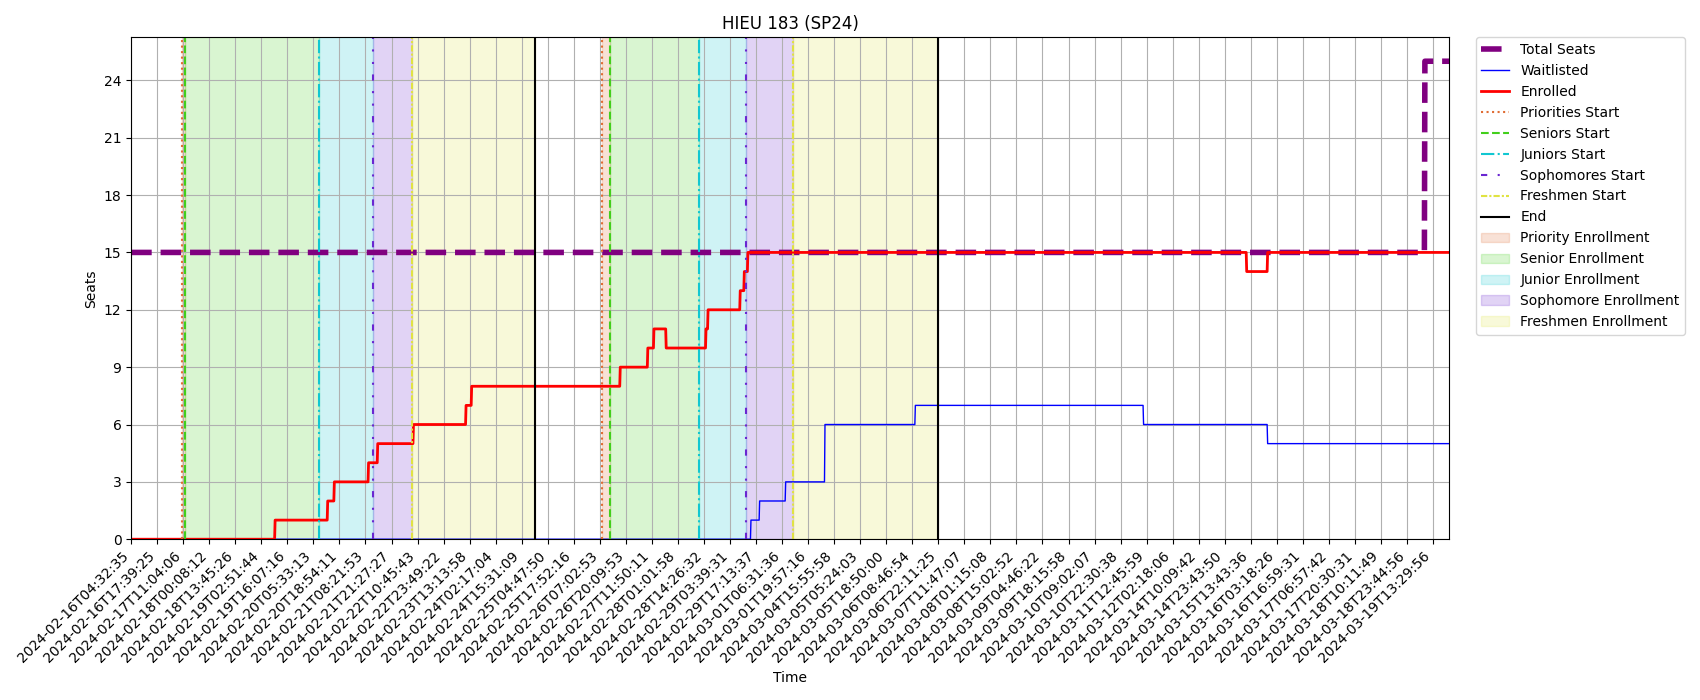 HIEU 183 (SP24)
Seats
24
21
18
15
12
9
6
3
0
2024-02-16T04:32:35
2024-02-16T17:39:25
2024-02-17T11:04:06
2024-02-18T00:08:12
2024-02-18T13:45:26
2024-02-19T02:51:44
2024-02-19T16:07:16
2024-02-20T05:33:13
2024-02-20T18:54:11
2024-02-21T08:21:53
2024-02-21T21:27:27
2024-02-22T10:45:43
2024-02-22T23:49:22
2024-02-23T13:13:58
2024-02-24T02:17:04
2024-02-24T15:31:09
2024-02-25T04:47:50
2024-02-25T17:52:16
2024-02-26T07:02:53
2024-02-26T20:09:53
2024-02-27T11:50:11
2024-02-28T01:01:58
2024-02-28T14:26:32
2024-02-29T03:39:31
2024-02-29T17:13:37
2024-03-01T06:31:36
2024-03-01T19:57:16
2024-03-04T15:55:58
2024-03-05T05:24:03
2024-03-05T18:50:00
2024-03-06T08:46:54
2024-03-06T22:11:25
2024-03-07T11:47:07
2024-03-08T01:15:08
2024-03-08T15:02:52
2024-03-09T04:46:22
2024-03-09T18:15:58
2024-03-10T09:02:07
2024-03-10T22:30:38
2024-03-11T12:45:59
2024-03-12T02:18:06
2024-03-14T10:09:42
2024-03-14T23:43:50
2024-03-15T13:43:36
2024-03-16T03:18:26
2024-03-16T16:59:31
2024-03-17T06:57:42
2024-03-17T20:30:31
2024-03-18T10:11:49
2024-03-18T23:44:56
2024-03-19T13:29:56
Time
Total Seats
Waitlisted
Enrolled
Priorities Start
Seniors Start
Juniors Start
Sophomores Start
Freshmen Start
End
Priority Enrollment
Senior Enrollment
Junior Enrollment
Sophomore Enrollment
Freshmen Enrollment